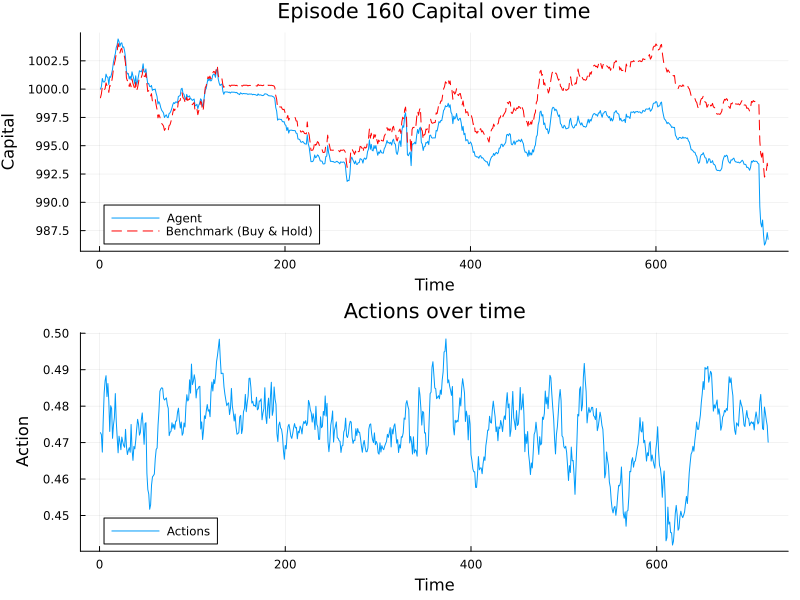 Episode 160 Capital over time
Capital
1002.5
1000.0
997.5
995.0
992.5
990.0
987.5
Agent
Benchmark (Buy & Hold)
0
200
400
600
Time
Actions over time
Action
0.50
0.49
0.48
0.47
0.46
0.45
Actions
0
200
400
600
Time